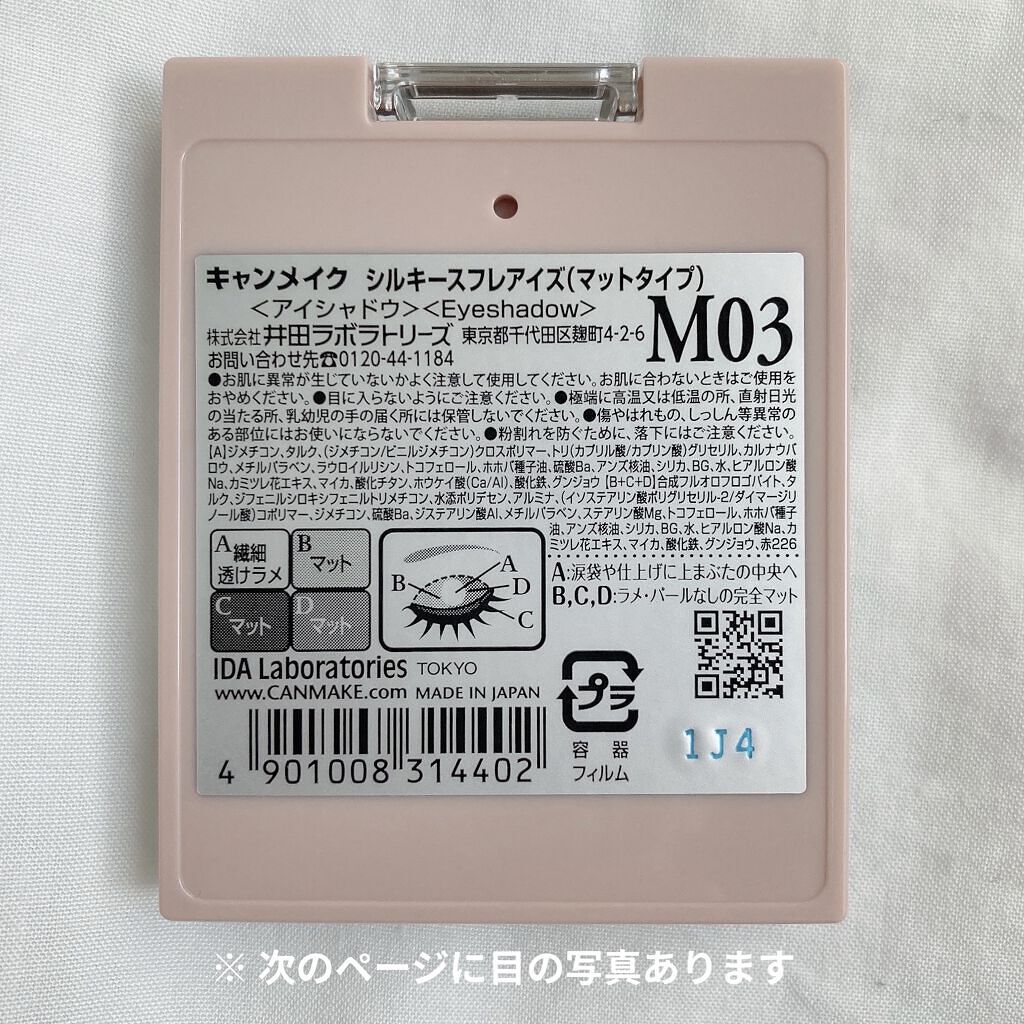 キャンメイク シルキースフレアイズ(マットタイプ)
<アイシャドウ><Eyeshadow>
M03
株式会社 井田ラボラトリーズ 東京都千代田区麹町4-2-6
お問い合わせ先☎0120-44-1184
●お肌に異常が生じていないかよく注意して使用してください。お肌に合わないときはご使用を
おやめください。●目に入らないようにご注意ください。●極端に高温又は低温の所、直射日光
の当たる所、乳幼児の手の届く所には保管しないでください。●傷やはれもの、しっしん等異常の
ある部位にはお使いにならないでください。●粉割れを防ぐために、落下にはご注意ください。
【A】ジメチコン、タルク、(ジメチコン/ビニルジメチコン)クロスポリマー、トリ(カプリル酸/カプリン酸)グリセリル、カルナウバ
ロウ、メチルパラベン、ラウロイルリシン、トコフェロール、ホホバ種子油、硫酸Ba、アンズ核油、シリカ、BG、水、ヒアルロン酸
Na、カミツレ花エキス、マイカ、酸化チタン、ホウケイ酸(Ca/Al)、酸化鉄、グンジョウ【B+C+D】合成フルオロフロゴパイト、タ
ルク、ジフェニルシロキシフェニルトリメチコン、水添ポリデセン、アルミナ、(イソステアリン酸ポリグリセリル-2/ダイマージリ
ノール酸)コポリマー、ジメチコン、硫酸Ba、ジステアリン酸Al、メチルパラベン、ステアリン酸Mg、トコフェロール、ホホバ種子
油、アンズ核油、シリカ、BG、水、ヒアルロン酸Na、カ
ミツレ花エキス、マイカ、酸化鉄、グンジョウ、赤226
A 繊細
透けラメ
B
マット
C
マット
D
マット
A
B
D
C
A:涙袋や仕上げに上まぶたの中央へ
B,C,D:ラメ・パールなしの完全マット
IDA Laboratories TOKYO
www.CANMAKE.com MADE IN JAPAN
プラ
容器
フィルム
1J4
4 901008 314402
※ 次のページに目の写真あります